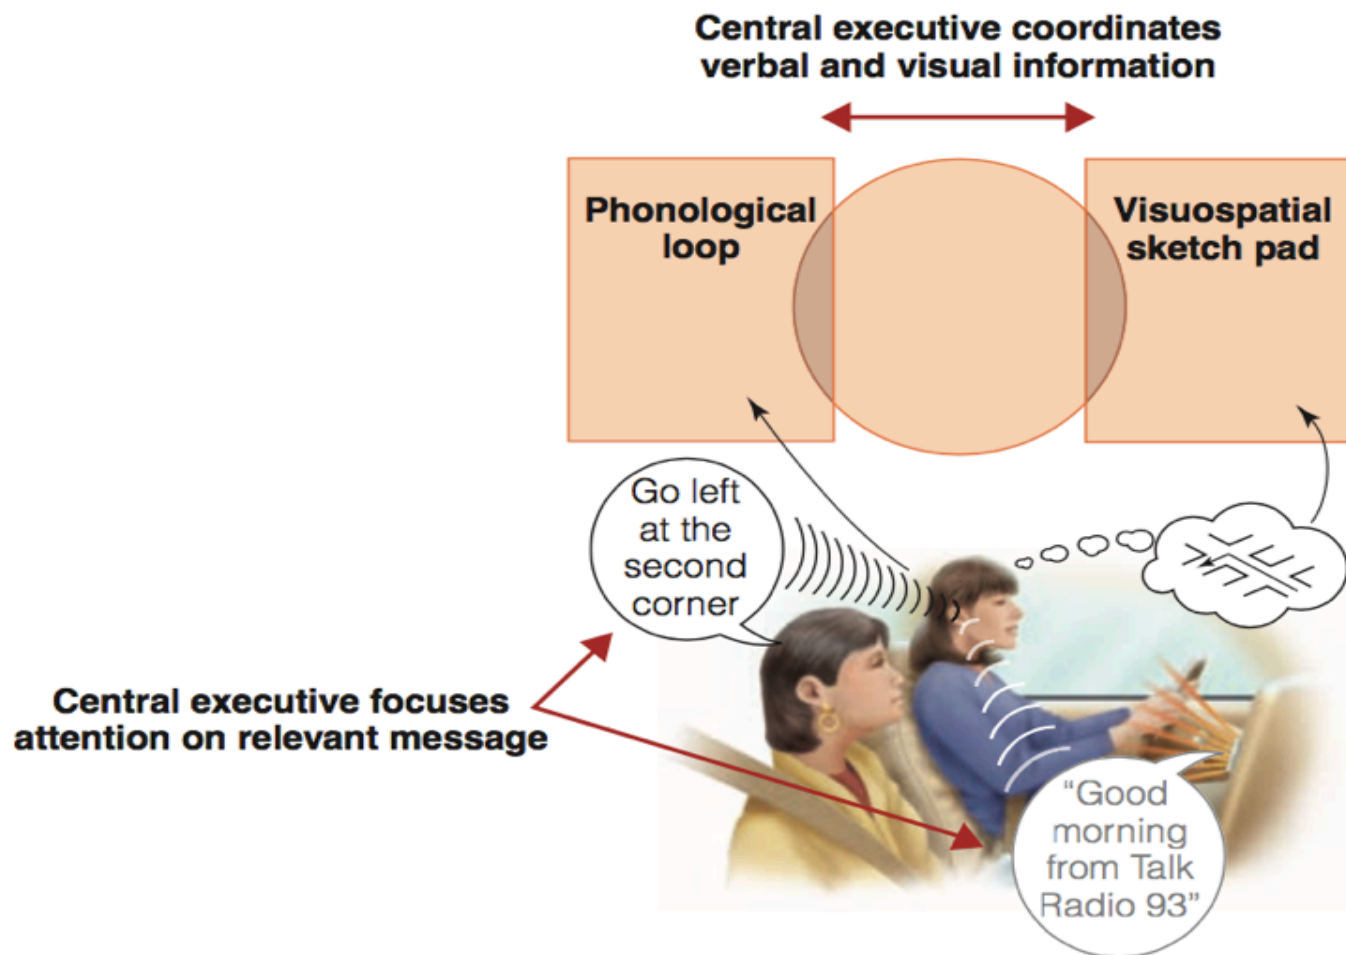 Central executive coordinates
verbal and visual information
Phonological
loop
Visuospatial
sketch pad
Go left
at the
second
corner
Central executive focuses
attention on relevant message
“Good
morning
from Talk
Radio 93”